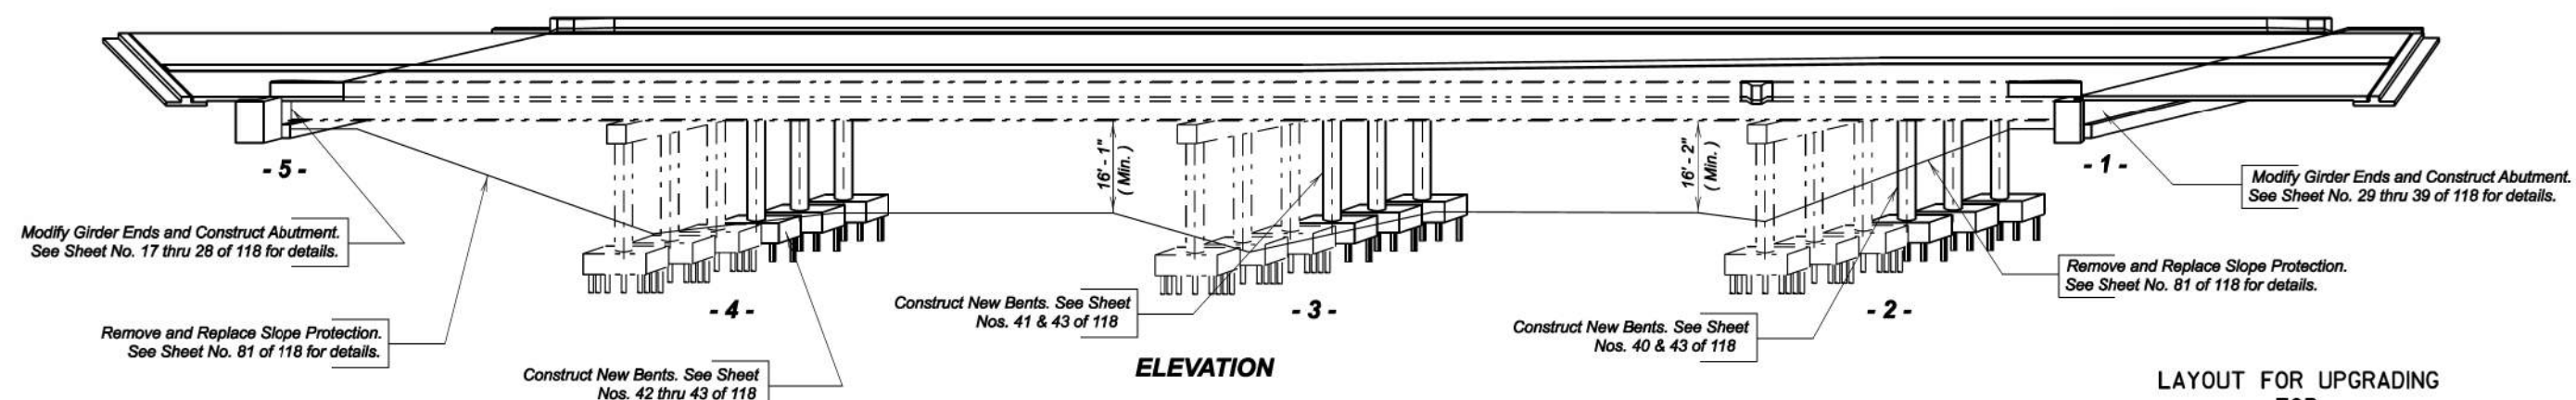 16' - 1"
( Min. )
16' - 2"
( Min. )
- 5 -
- 1 -
Modify Girder Ends and Construct Abutment.
See Sheet No. 17 thru 28 of 118 for details.
Modify Girder Ends and Construct Abutment.
See Sheet No. 29 thru 39 of 118 for details.
Remove and Replace Slope Protection.
See Sheet No. 81 of 118 for details.
- 4 -
Construct New Bents. See Sheet
Nos. 41 & 43 of 118
- 3 -
- 2 -
Remove and Replace Slope Protection.
See Sheet No. 81 of 118 for details.
Construct New Bents. See Sheet
Nos. 40 & 43 of 118
Construct New Bents. See Sheet
Nos. 42 thru 43 of 118
ELEVATION
LAYOUT FOR UPGRADING